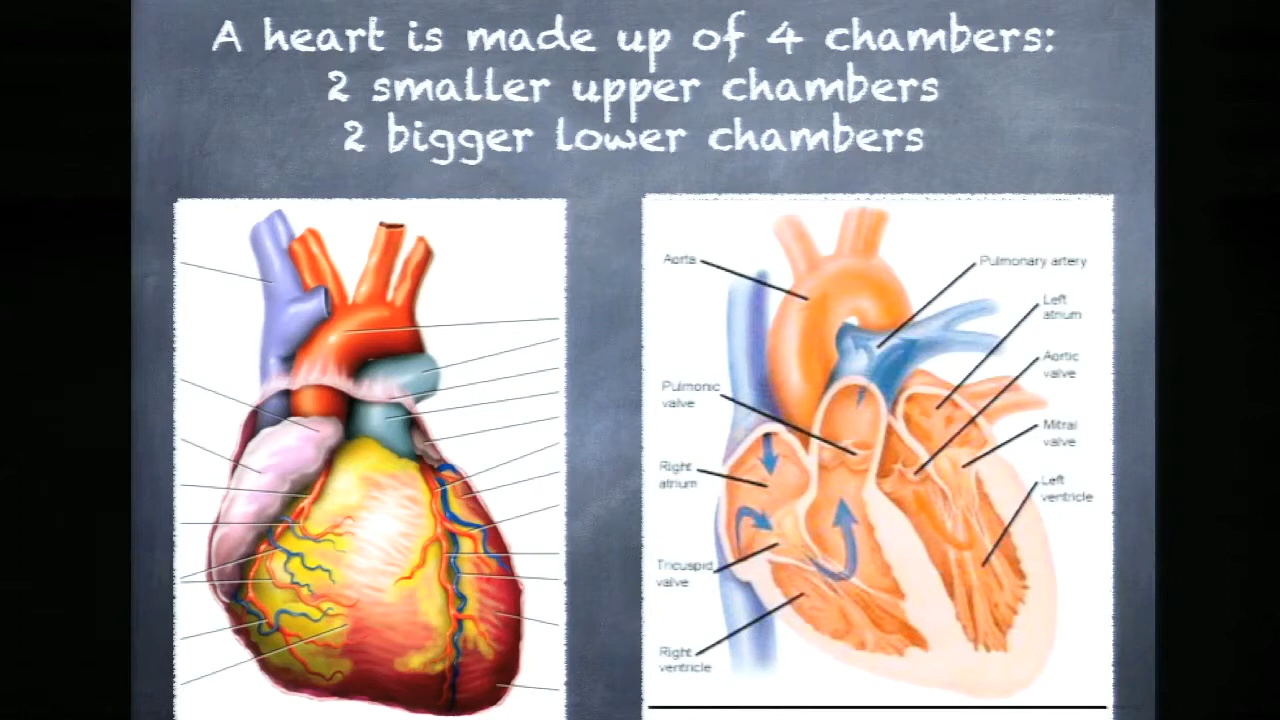 A heart is made up of 4 chambers:
2 smaller upper chambers
2 bigger lower chambers
Aorta
Pulmonary artery
Left
atrium
Aortic
valve
Pulmonic
valve
Mitral
valve
Right
atrium
Left
ventricle
Tricuspid
valve
Right
ventricle